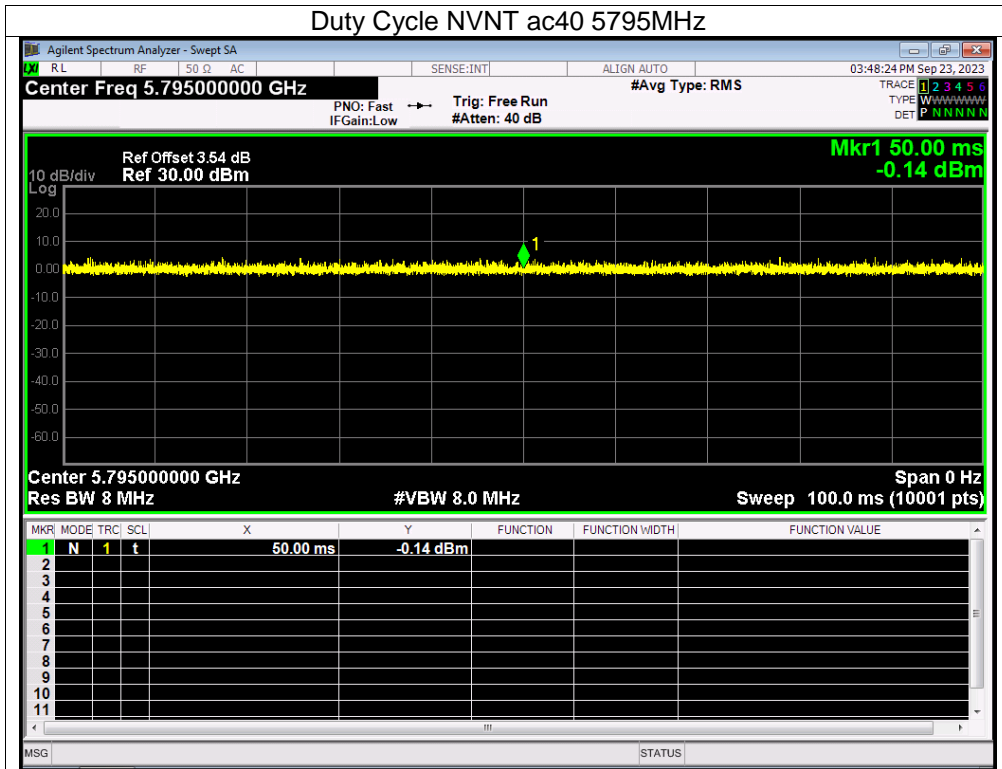 Duty Cycle NVNT ac40 5795MHz
Agilent Spectrum Analyzer - Swept SA
LXI RL RF 50 Ω AC SENSE:INT ALIGN AUTO 03:48:24 PM Sep 23, 2023
Center Freq 5.795000000 GHz #Avg Type: RMS TRACE 1 2 3 4 5 6
PNO: Fast Trig: Free Run TYPE WWWWWW
IFGain:Low #Atten: 40 dB DET P N N N N N
Ref Offset 3.54 dB Mkr1 50.00 ms
10 dB/div Ref 30.00 dBm -0.14 dBm
Log
20.0
10.0
1
0.00
-10.0
-20.0
-30.0
-40.0
-50.0
-60.0
Center 5.795000000 GHz Span 0 Hz
Res BW 8 MHz #VBW 8.0 MHz Sweep 100.0 ms (10001 pts)
MKR MODE TRC SCL X Y FUNCTION FUNCTION WIDTH FUNCTION VALUE
1 N 1 t 50.00 ms -0.14 dBm
2
3
4
5
6
7
8
9
10
11
MSG STATUS